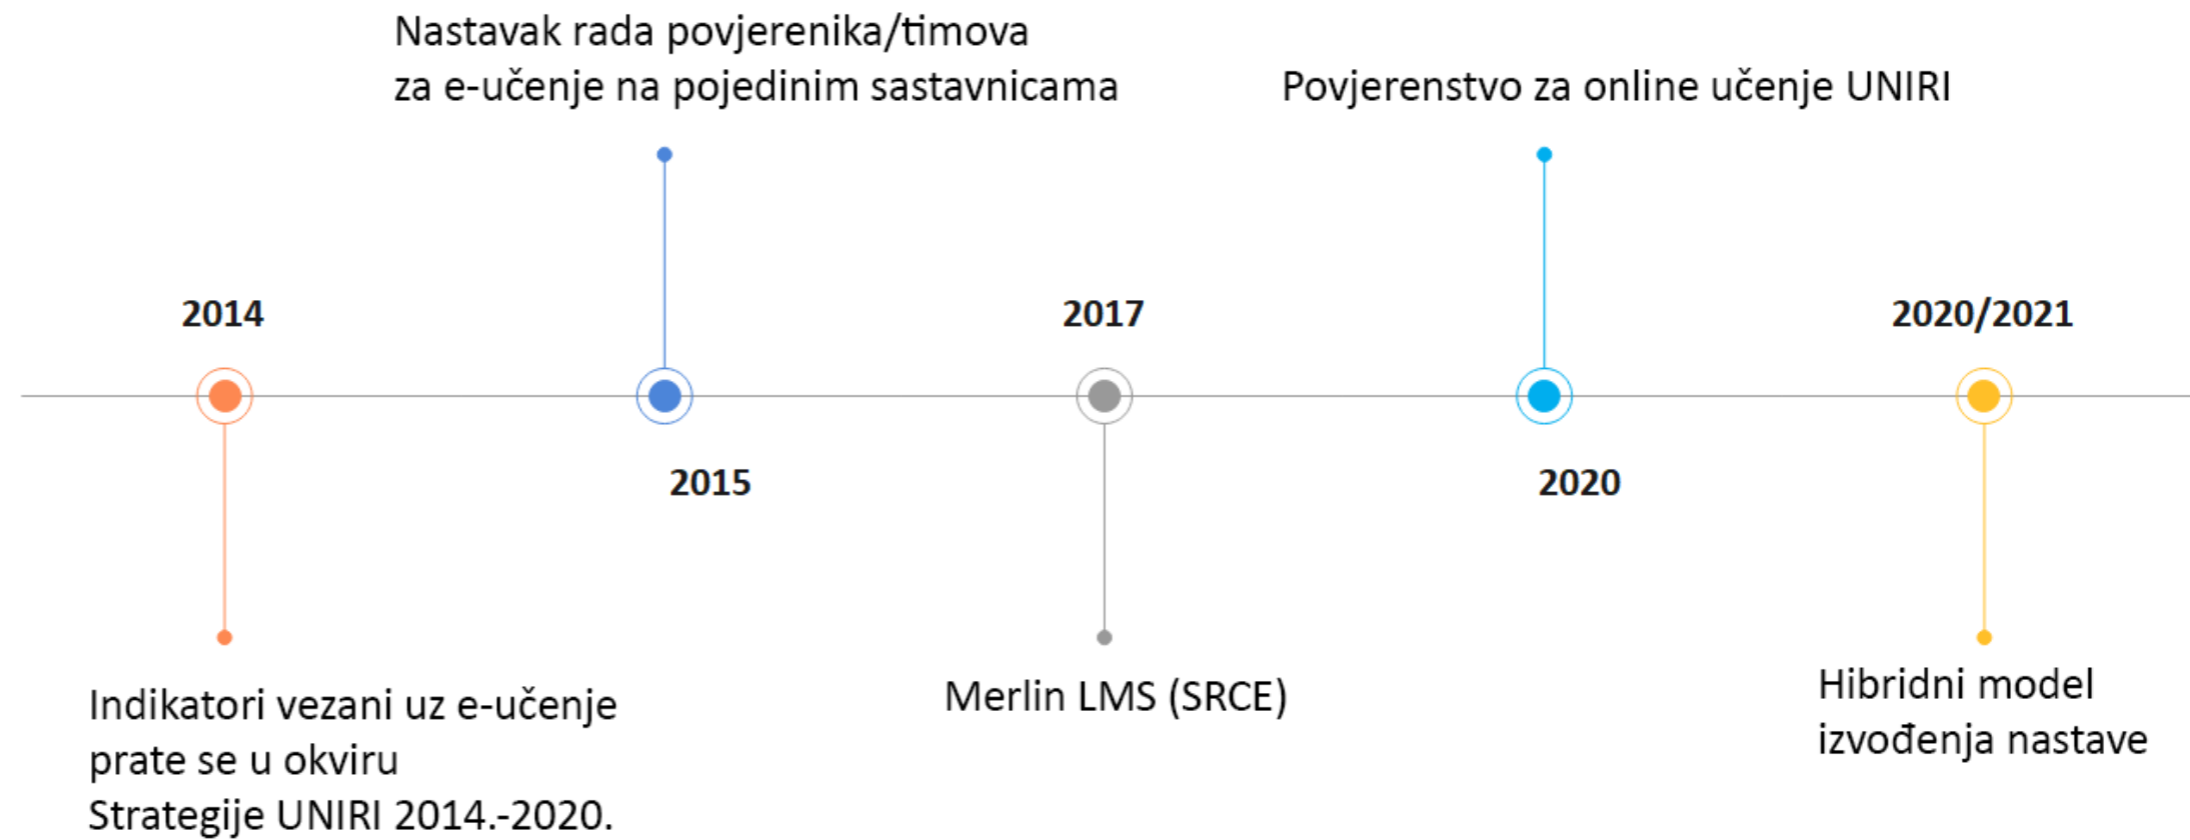 Nastavak rada povjerenika/timova
za e-učenje na pojedinim sastavnicama
Povjerenstvo za online učenje UNIRI
2014
2017
2020/2021
2015
2020
Indikatori vezani uz e-učenje
prate se u okviru
Strategije UNIRI 2014.-2020.
Merlin LMS (SRCE)
Hibridni model
izvođenja nastave